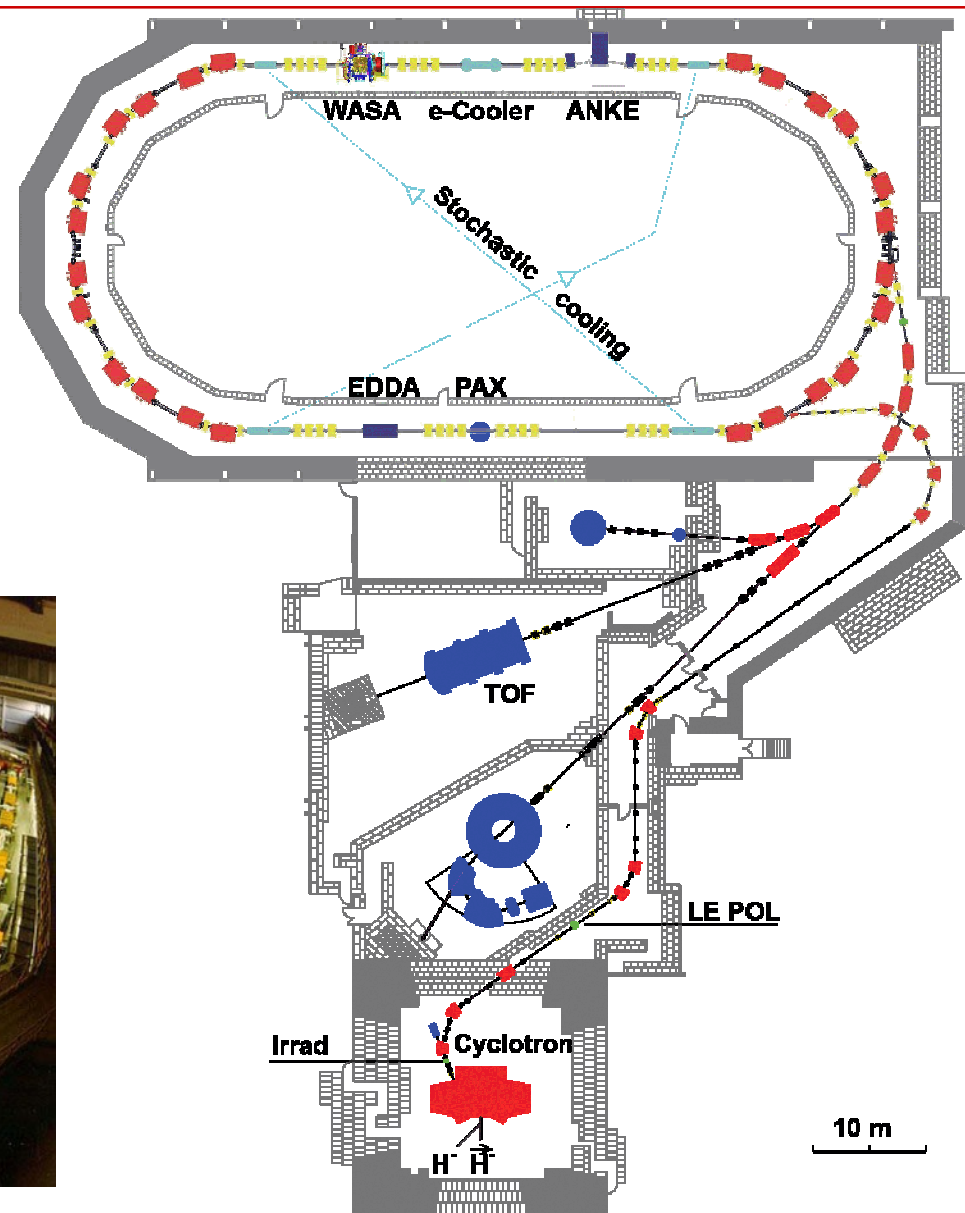 WASA e-Cooler ANKE
Stochastic cooling
EDDA PAX
TOF
LE POL
Irrad
Cyclotron
10 m
H⁻ H⃗⁻